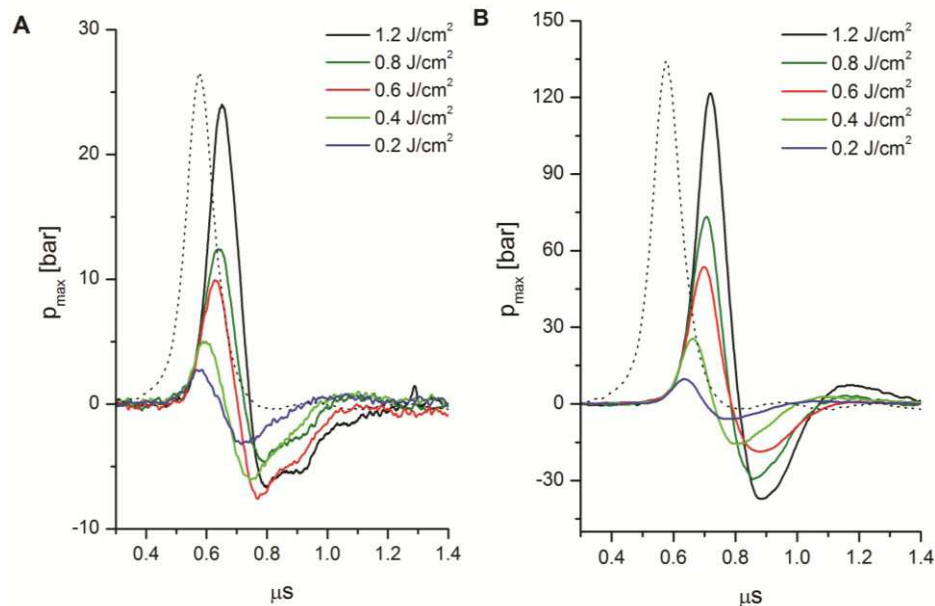 A
30
20
10
0
-10
p_max [bar]
1.2 J/cm²
0.8 J/cm²
0.6 J/cm²
0.4 J/cm²
0.2 J/cm²
0.4 0.6 0.8 1.0 1.2 1.4
μs
B
150
120
90
60
30
0
-30
p_max [bar]
1.2 J/cm²
0.8 J/cm²
0.6 J/cm²
0.4 J/cm²
0.2 J/cm²
0.4 0.6 0.8 1.0 1.2 1.4
μs